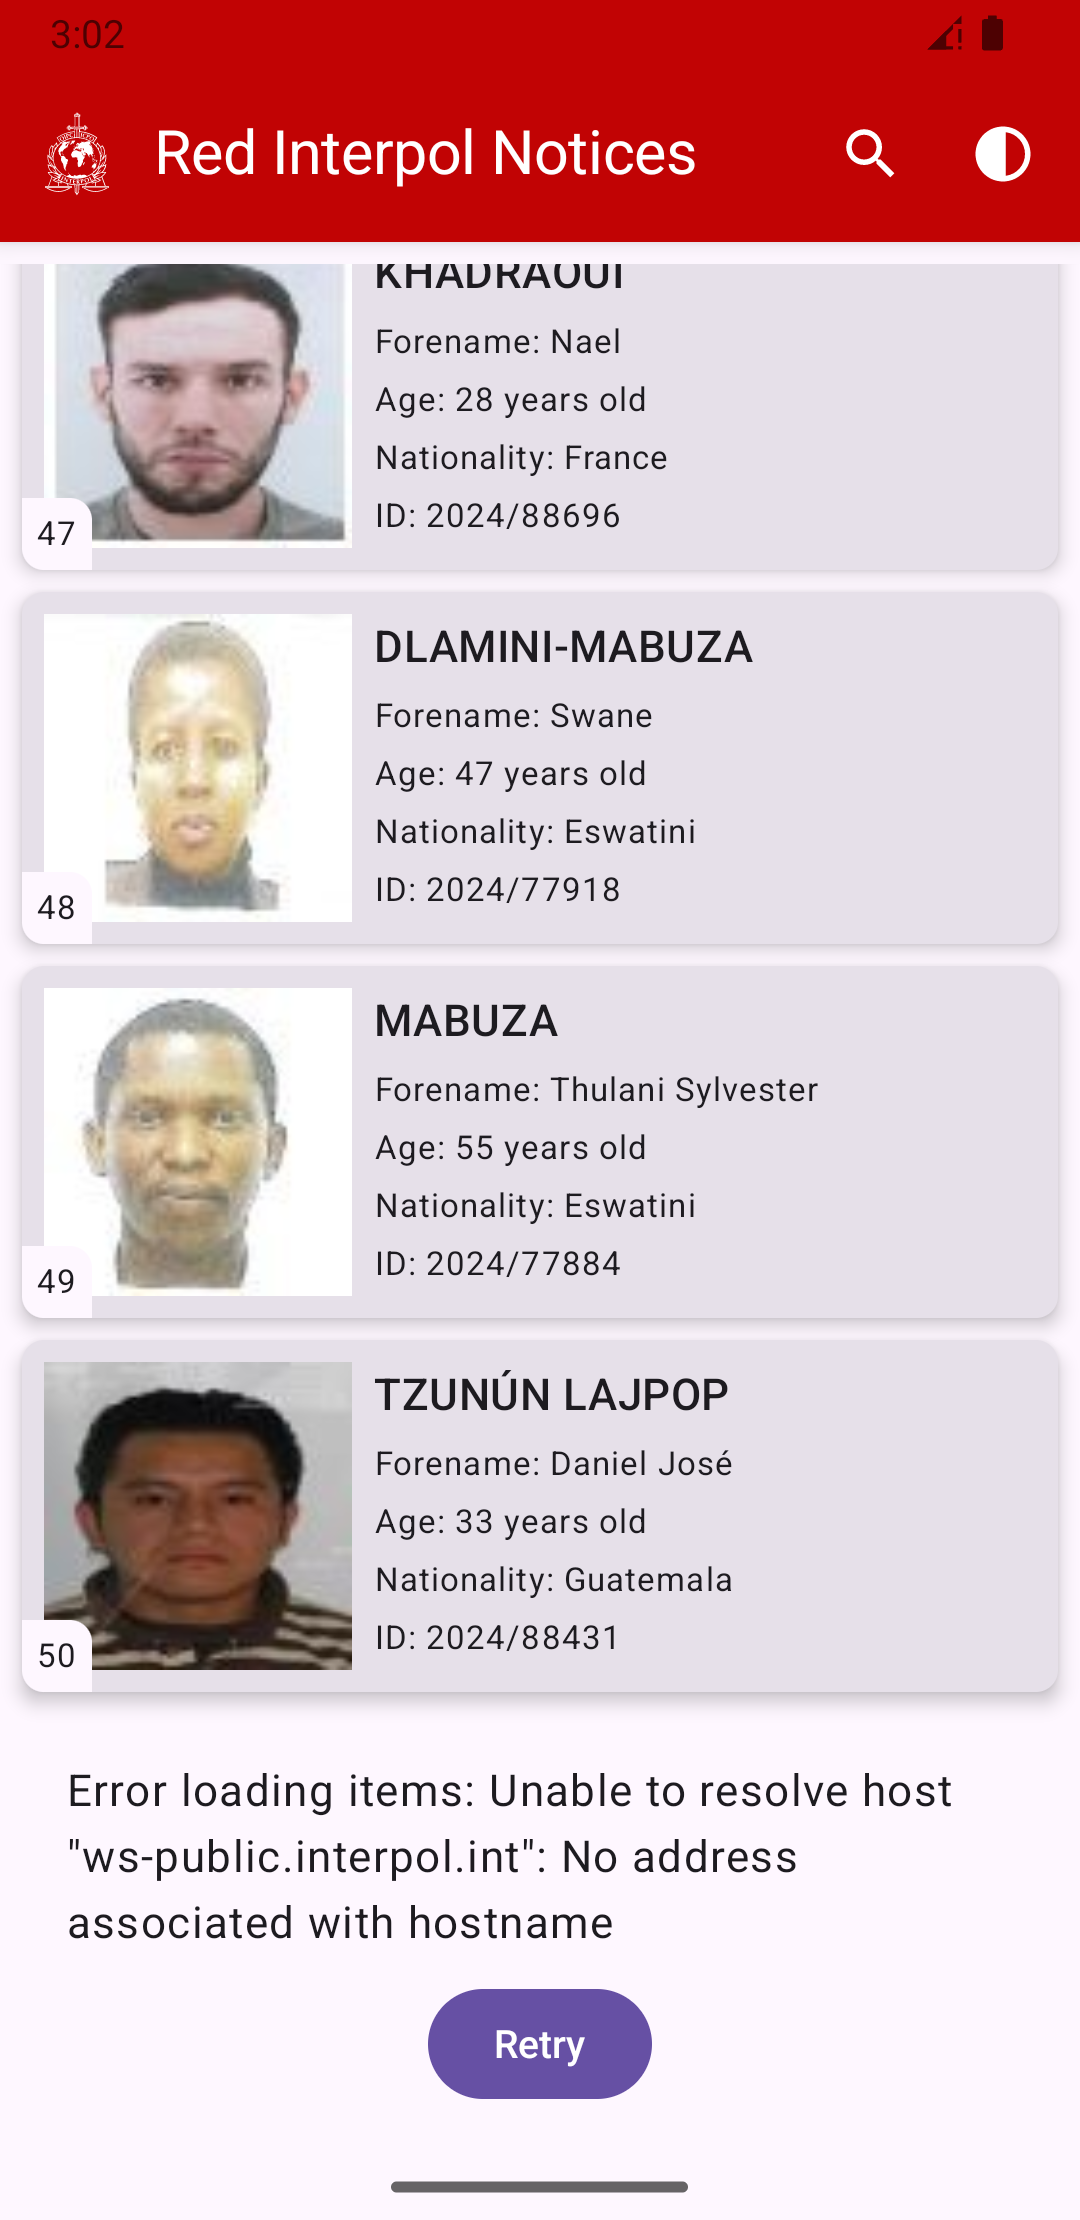 3:02
Red Interpol Notices
KHADRAOUI
Forename: Nael
Age: 28 years old
Nationality: France
ID: 2024/88696
47
DLAMINI-MABUZA
Forename: Swane
Age: 47 years old
Nationality: Eswatini
ID: 2024/77918
48
MABUZA
Forename: Thulani Sylvester
Age: 55 years old
Nationality: Eswatini
ID: 2024/77884
49
TZUNÚN LAJPOP
Forename: Daniel José
Age: 33 years old
Nationality: Guatemala
ID: 2024/88431
50
Error loading items: Unable to resolve host
"ws-public.interpol.int": No address
associated with hostname
Retry